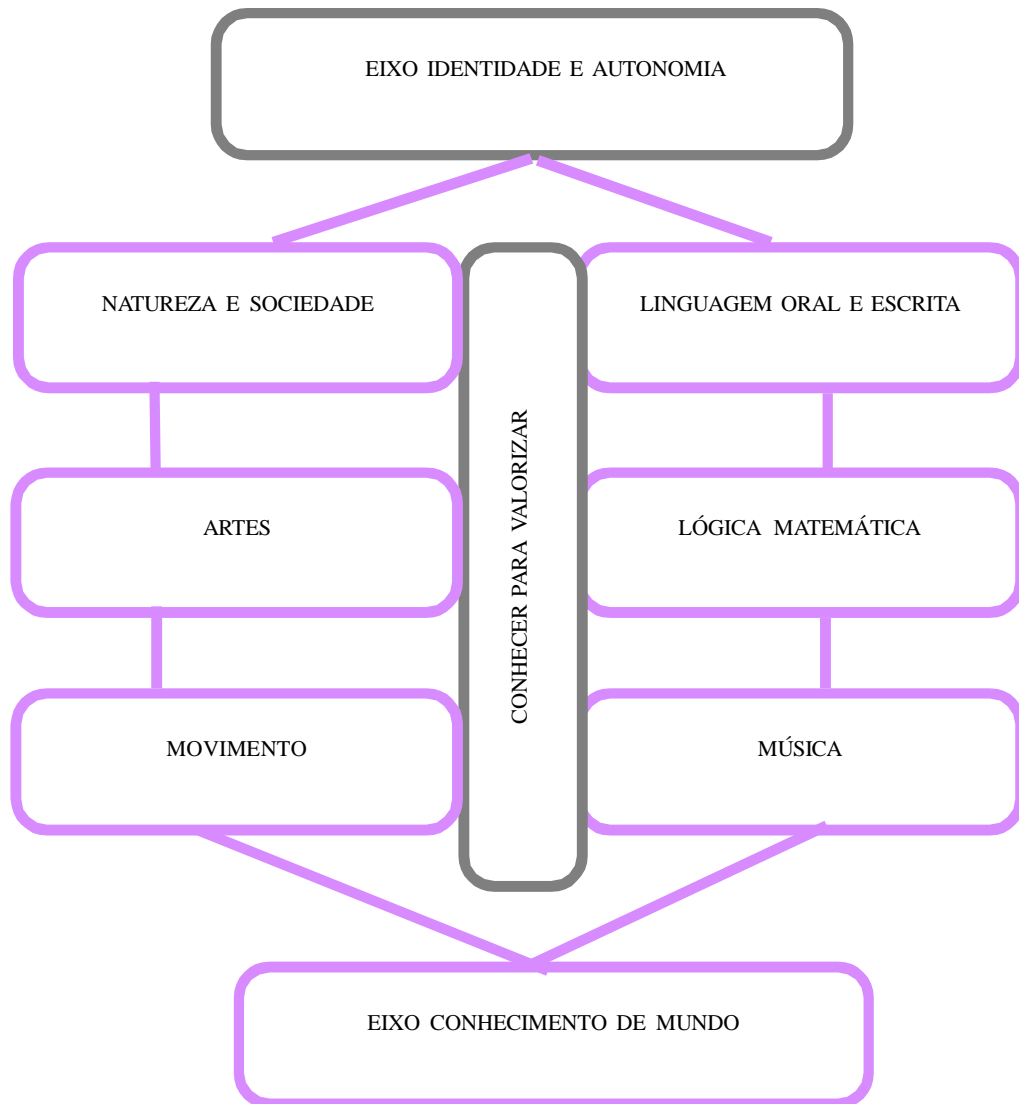 EIXO IDENTIDADE E AUTONOMIA
NATUREZA E SOCIEDADE
LINGUAGEM ORAL E ESCRITA
CONHECER PARA VALORIZAR
ARTES
LÓGICA MATEMÁTICA
MOVIMENTO
MÚSICA
EIXO CONHECIMENTO DE MUNDO